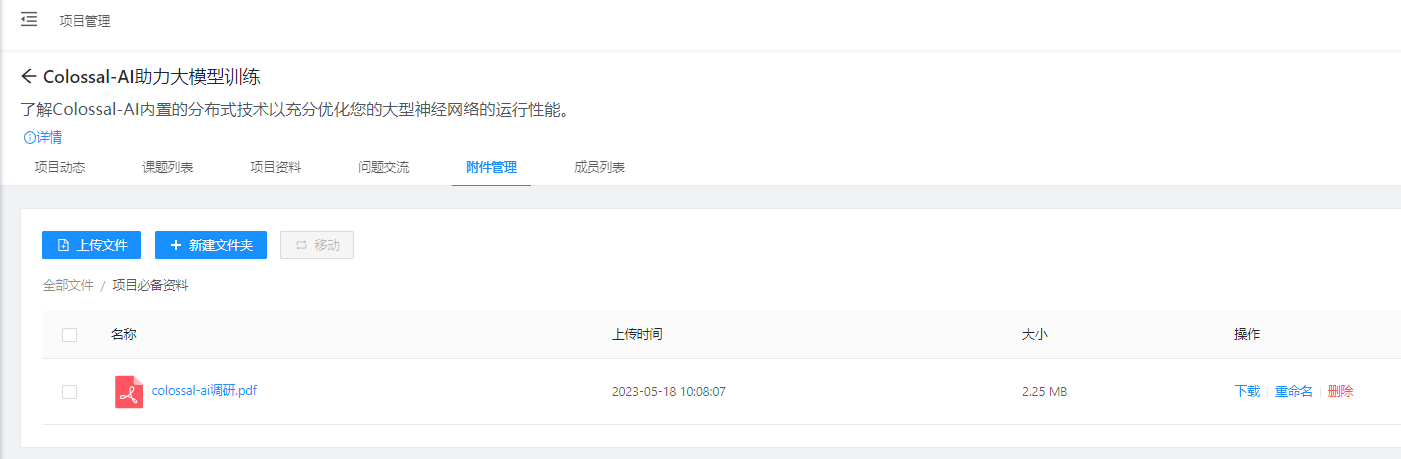 项目管理
Colossal-AI助力大模型训练
了解Colossal-AI内置的分布式技术以充分优化您的大型神经网络的运行性能。
详情
项目动态 课题列表 项目资料 问题交流 附件管理 成员列表
上传文件 新建文件夹 移动
全部文件 / 项目必备资料
名称 上传时间 大小 操作
colossal-ai调研.pdf 2023-05-18 10:08:07 2.25 MB 下载 重命名 删除